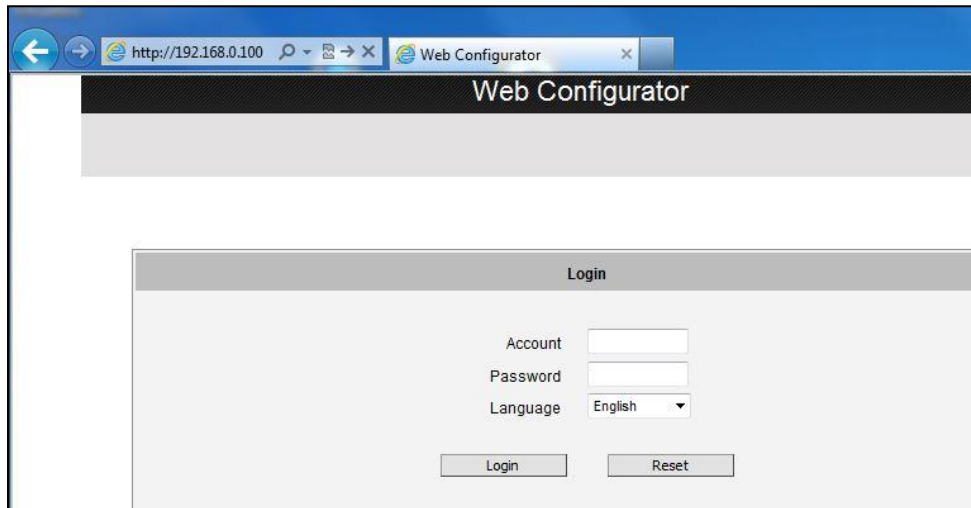 http://192.168.0.100
Web Configurator
Web Configurator
Login
Account
Password
Language English
Login Reset